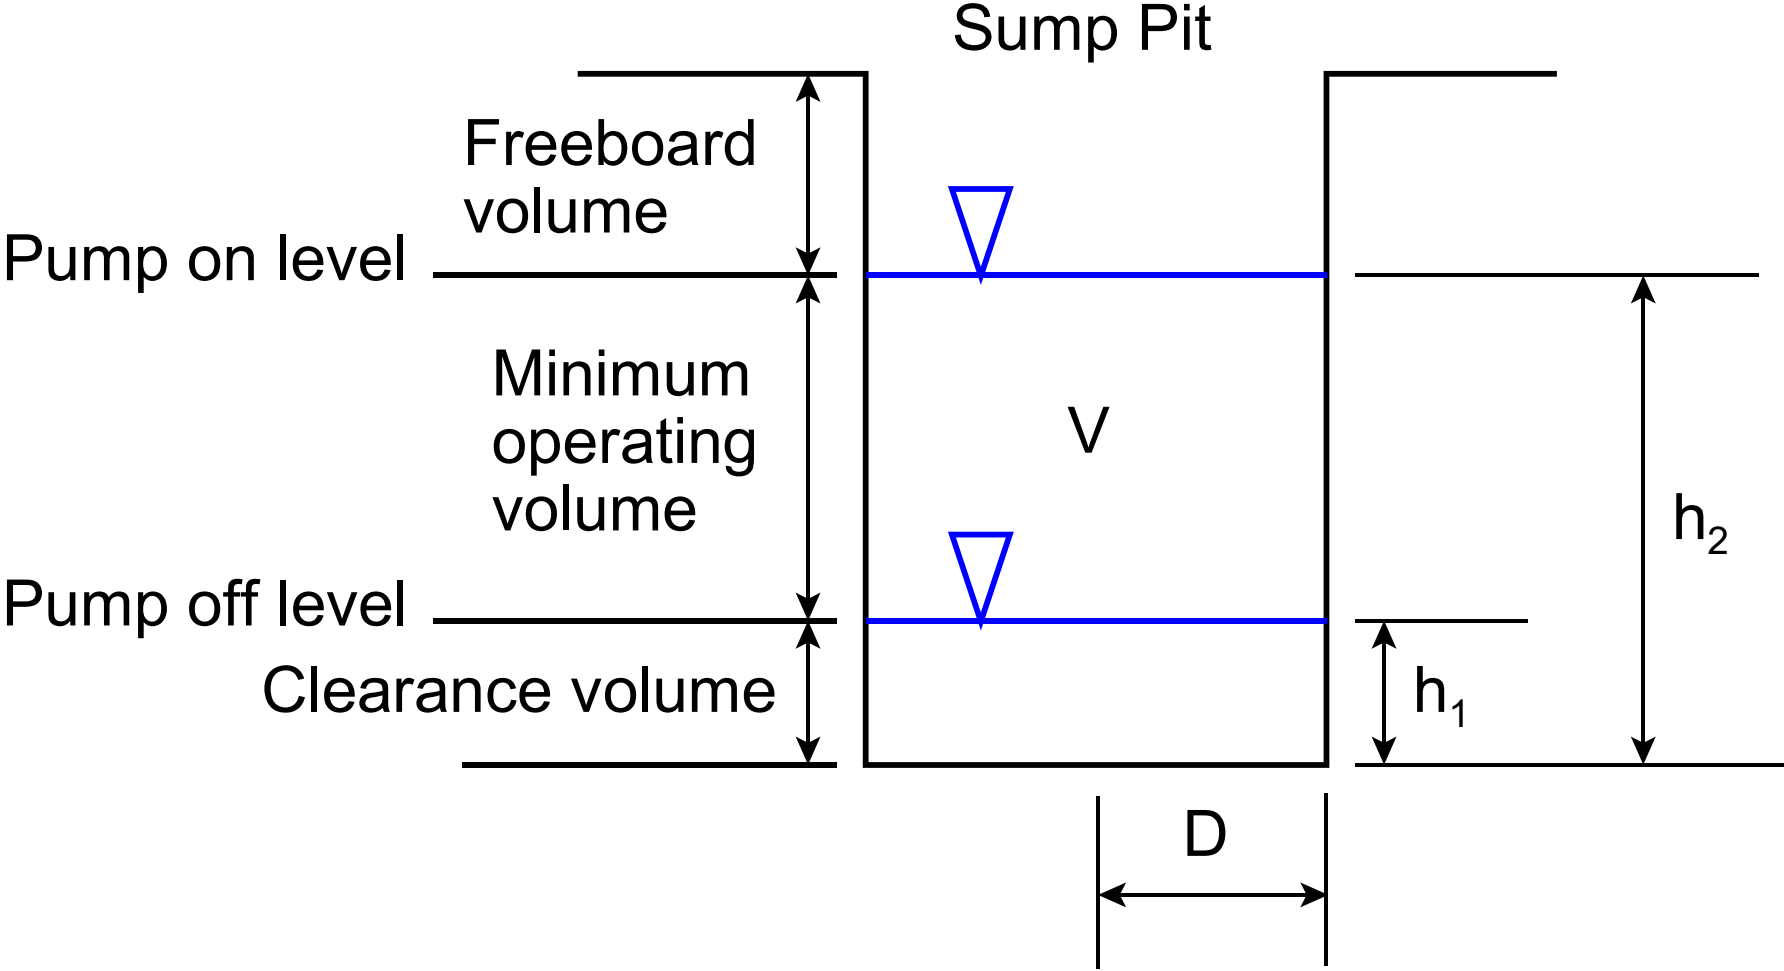 Sump Pit
Freeboard
volume
Pump on level
Minimum
operating
volume
V
h₂
Pump off level
Clearance volume
h₁
D